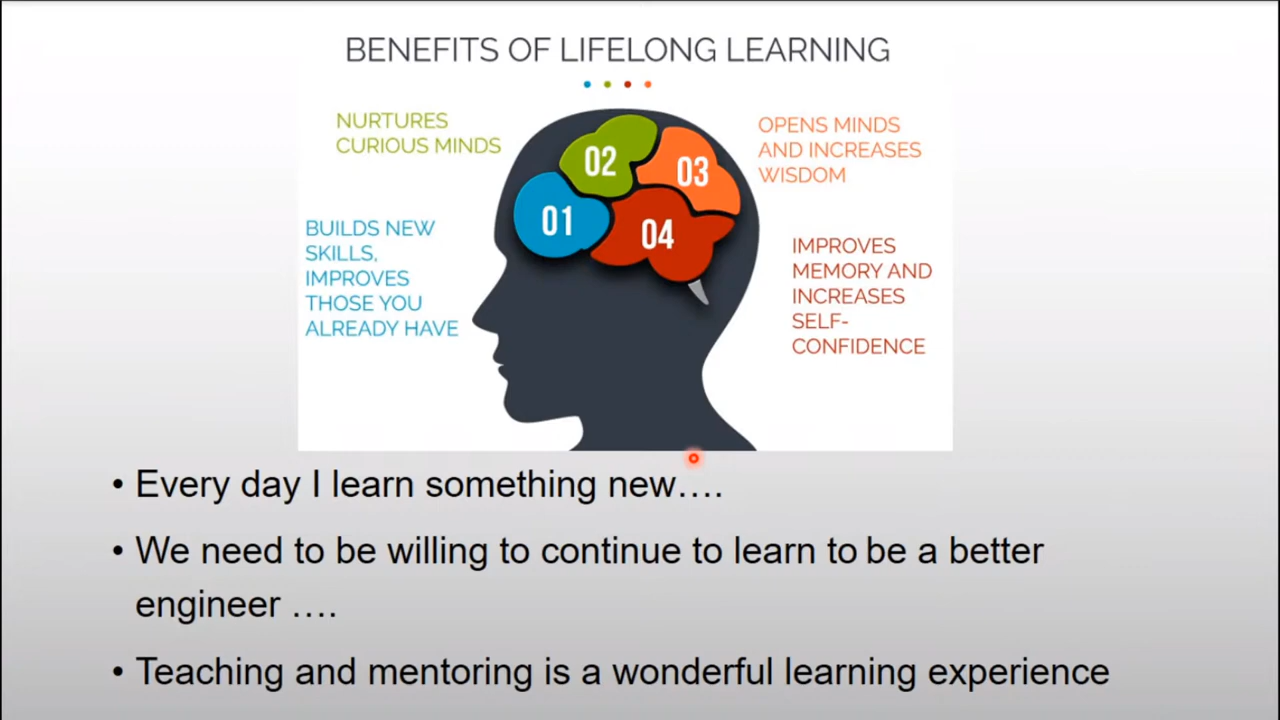 BENEFITS OF LIFELONG LEARNING
NURTURES
CURIOUS MINDS
BUILDS NEW
SKILLS,
IMPROVES
THOSE YOU
ALREADY HAVE
01
02
03
04
OPENS MINDS
AND INCREASES
WISDOM
IMPROVES
MEMORY AND
INCREASES
SELF-
CONFIDENCE
• Every day I learn something new….
• We need to be willing to continue to learn to be a better
engineer ….
• Teaching and mentoring is a wonderful learning experience